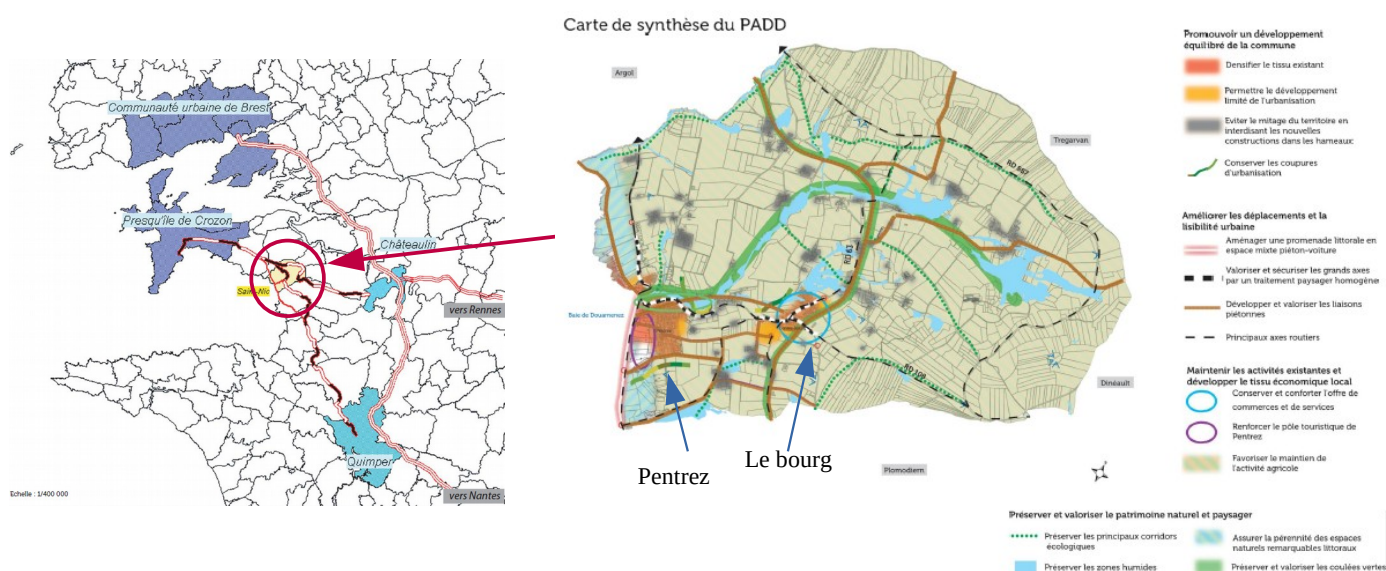 Carte de synthèse du PADD
Communauté urbaine de Brest
Presqu'île de Crozon
Châteaulin
Saint-Nic
vers Rennes
Quimper
vers Nantes
Echelle : 1/400 000
Argol
Tregarvan
RD 887
RD 63
Baie de Douarnenez
RD 108
Dinéault
Plomodiern
Pentrez
Le bourg
Promouvoir un développement
équilibré de la commune
Densifier le tissu existant
Permettre le développement
limité de l'urbanisation
Eviter le mitage du territoire en
interdisant les nouvelles
constructions dans les hameaux
Conserver les coupures
d'urbanisation
Améliorer les déplacements et la
lisibilité urbaine
Aménager une promenade littorale en
espace mixte piéton-voiture
Valoriser et sécuriser les grands axes
par un traitement paysager homogène
Développer et valoriser les liaisons
piétonnes
Principaux axes routiers
Maintenir les activités existantes et
développer le tissu économique local
Conserver et conforter l'offre de
commerces et de services
Renforcer le pôle touristique de
Pentrez
Favoriser le maintien de
l'activité agricole
Préserver et valoriser le patrimoine naturel et paysager
Préserver les principaux corridors
écologiques
Assurer la pérennité des espaces
naturels remarquables littoraux
Préserver les zones humides
Préserver et valoriser les coulées vertes